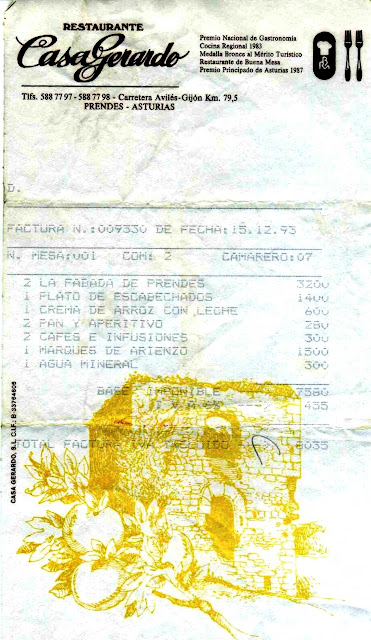 RESTAURANTE
Casa Gerardo
Premio Nacional de Gastronomía
Cocina Regional 1983
Medalla Bronce al Mérito Turístico
Restaurante de Buena Mesa
Premio Principado de Asturias 1987
Tlfs. 588 77 97 - 588 77 98 - Carretera Avilés-Gijón Km. 79,5
PRENDES - ASTURIAS
D.
FACTURA N.:009330 DE FECHA:15.12.93
N. MESA:001 COM: 2 CAMARERO:07
2 LA FABADA DE PRENDES 3200
1 PLATO DE ESCABECHADOS 1400
1 CREMA DE ARROZ CON LECHE 600
2 PAN Y APERITIVO 280
2 CAFES E INFUSIONES 300
1 MARQUES DE ARIENZO 1500
1 AGUA MINERAL 300
BASE IMPONIBLE 7580
I.V.A 455
TOTAL FACTURA IVA INCLUIDO 8035
CASA GERARDO, S.L. C.I.F.: B-33794608